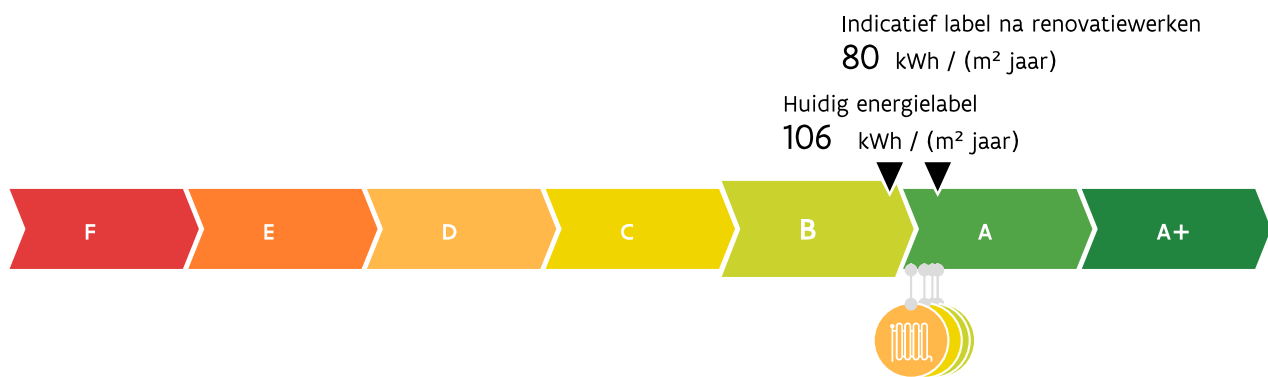 Indicatief label na renovatiewerken
80 kWh / (m² jaar)
Huidig energielabel
106 kWh / (m² jaar)
F E D C B A A+